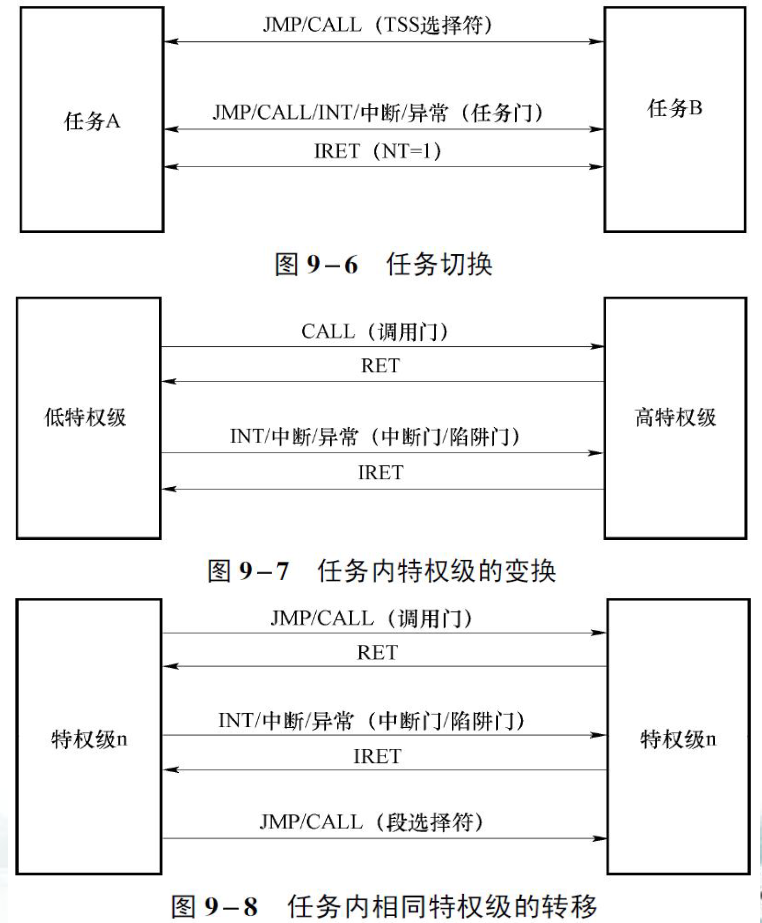 JMP/CALL（TSS选择符）
任务A
任务B
JMP/CALL/INT/中断/异常（任务门）
IRET（NT=1）
图 9-6 任务切换
CALL（调用门）
RET
低特权级
高特权级
INT/中断/异常（中断门/陷阱门）
IRET
图 9-7 任务内特权级的变换
JMP/CALL（调用门）
RET
INT/中断/异常（中断门/陷阱门）
特权级n
特权级n
IRET
JMP/CALL（段选择符）
图 9-8 任务内相同特权级的转移